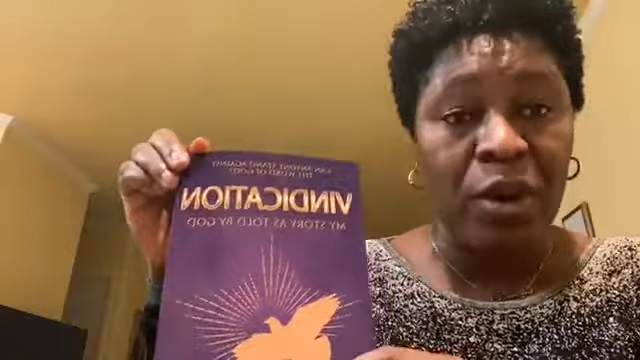 CAN ANYONE STAND AGAINST
THE WORD OF GOD
VINDICATION
MY STORY AS TOLD BY GOD